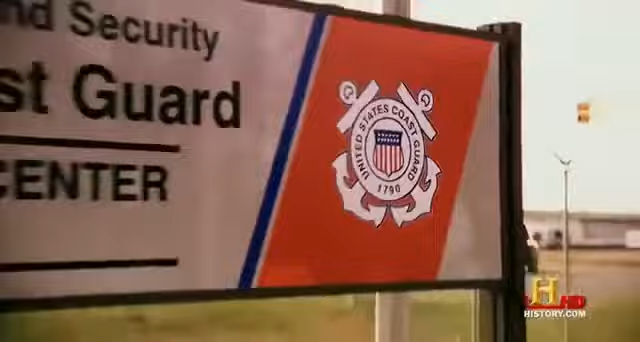 nd Security
st Guard
CENTER
UNITED STATES COAST GUARD
1790
H HD
HISTORY.COM